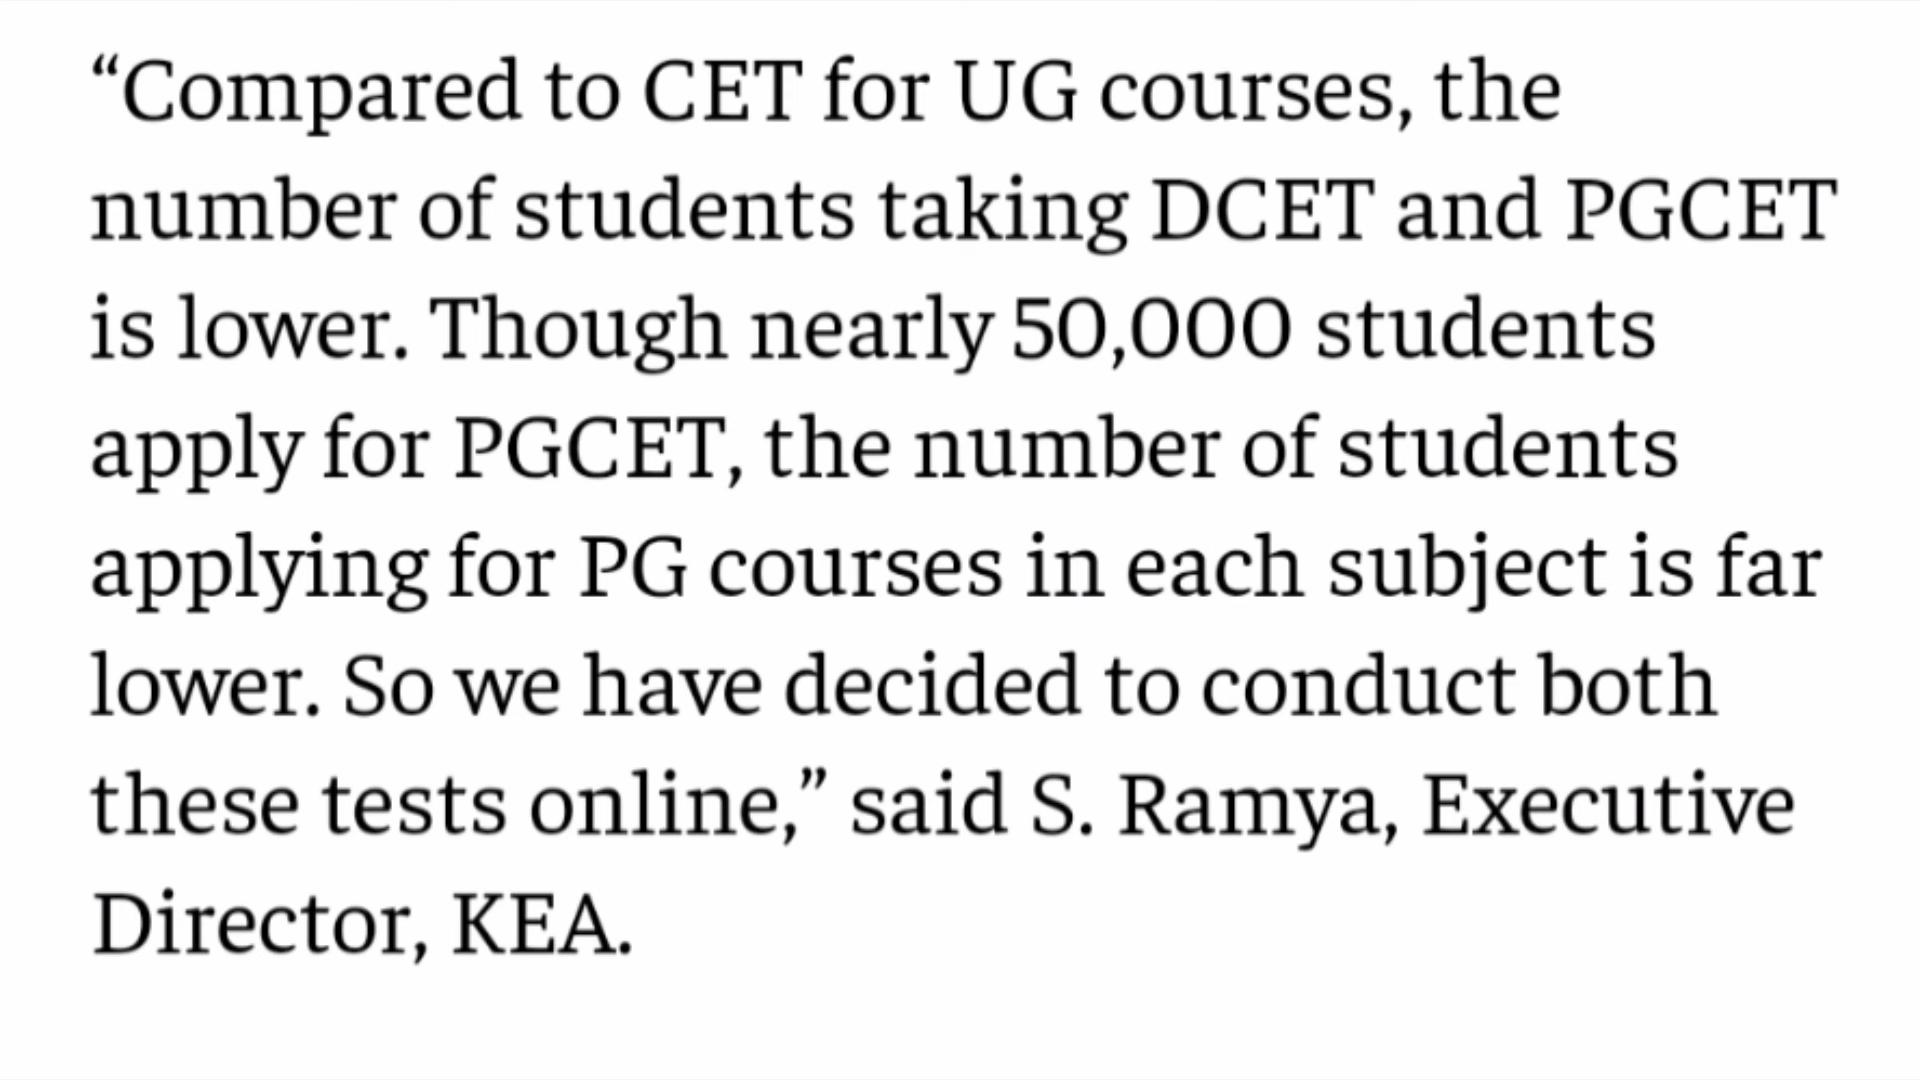 “Compared to CET for UG courses, the
number of students taking DCET and PGCET
is lower. Though nearly 50,000 students
apply for PGCET, the number of students
applying for PG courses in each subject is far
lower. So we have decided to conduct both
these tests online,” said S. Ramya, Executive
Director, KEA.